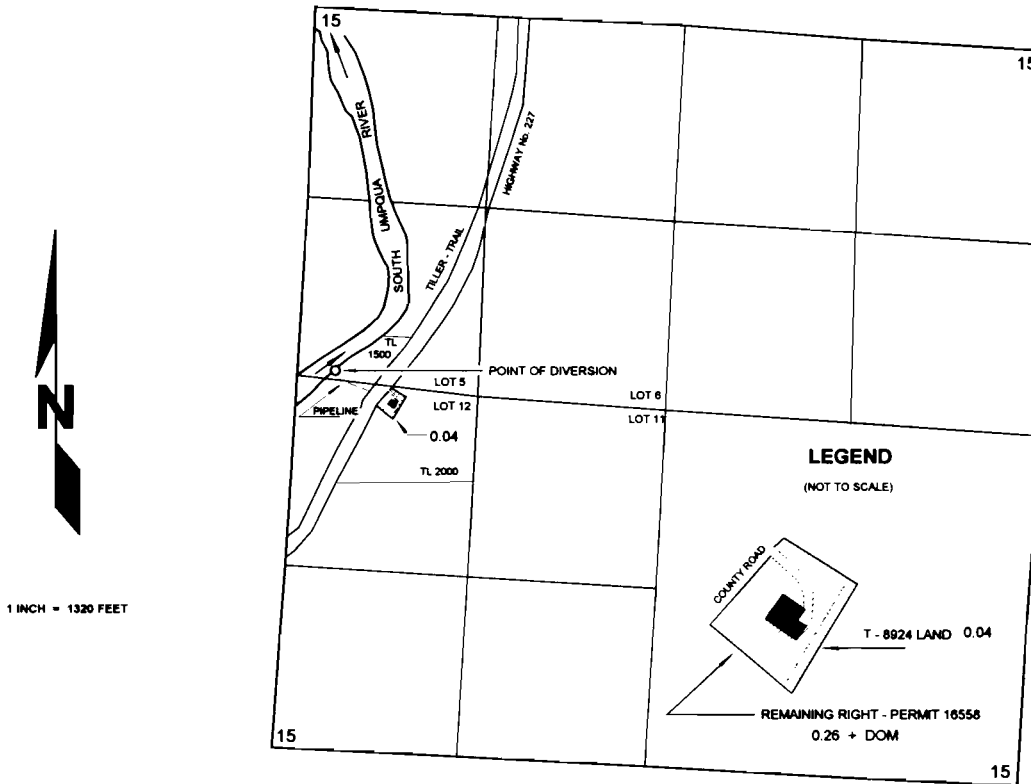 15
15
RIVER
UMPQUA
SOUTH
HIGHWAY No. 227
TILLER - TRAIL
TL
1500
POINT OF DIVERSION
LOT 5
LOT 6
LOT 12
LOT 11
PIPELINE
0.04
TL 2000
N
1 INCH = 1320 FEET
LEGEND
(NOT TO SCALE)
COUNTY ROAD
T - 8924 LAND 0.04
REMAINING RIGHT - PERMIT 16558
0.26 + DOM
15
15